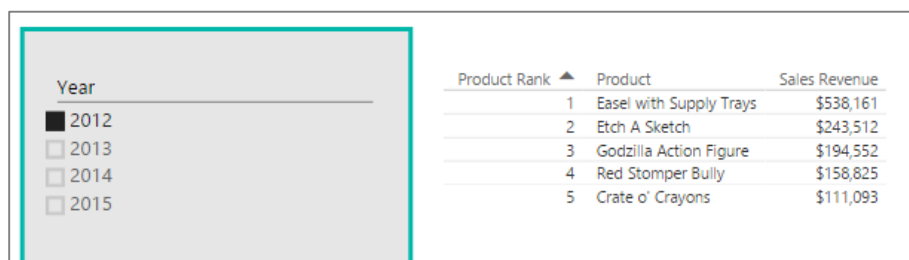 Year
2012
2013
2014
2015
Product Rank Product Sales Revenue
1 Easel with Supply Trays $538,161
2 Etch A Sketch $243,512
3 Godzilla Action Figure $194,552
4 Red Stomper Bully $158,825
5 Crate o' Crayons $111,093